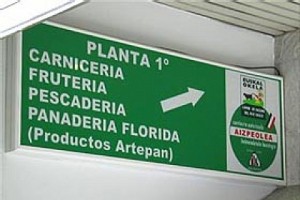 PLANTA 1º
CARNICERIA
FRUTERIA
PESCADERIA
PANADERIA FLORIDA
(Productos Artepan)
EUSKAL
OKELA
AIZPEOLEA